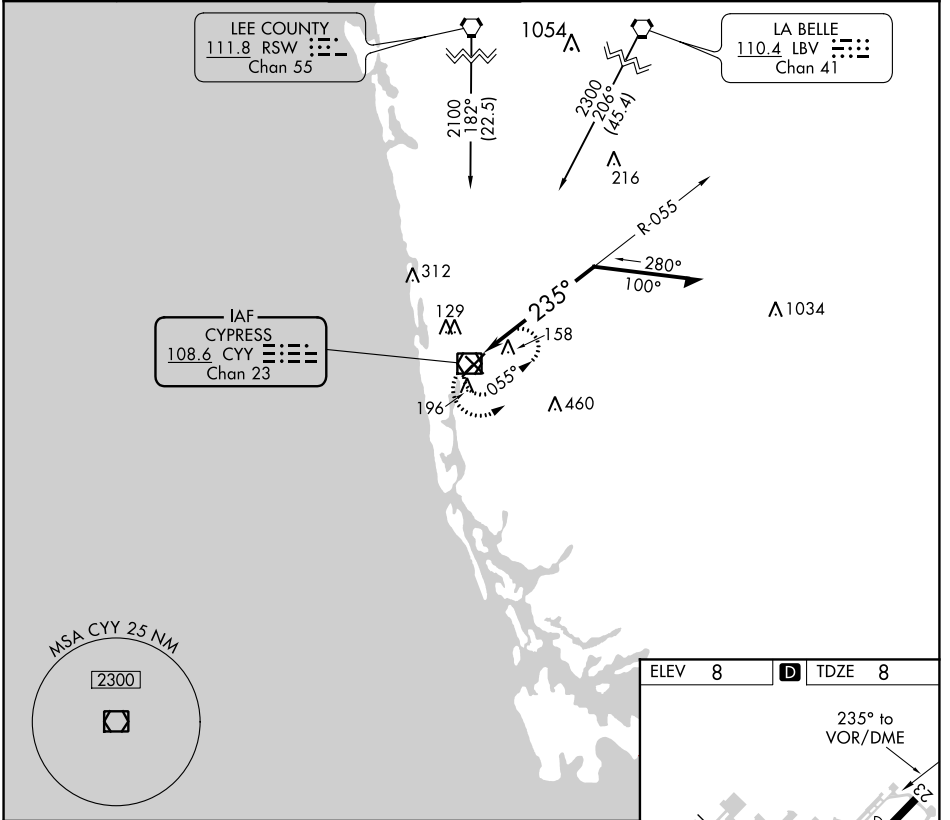 LEE COUNTY
111.8 RSW
Chan 55
1054
LA BELLE
110.4 LBV
Chan 41
2100
182°
(22.5)
2300
206°
(45.4)
216
R-055
312
280°
100°
235°
1034
129
158
IAF
CYPRESS
108.6 CYY
Chan 23
055°
196
460
MSA CYY 25 NM
2300
ELEV 8 D TDZE 8
235° to
VOR/DME
23